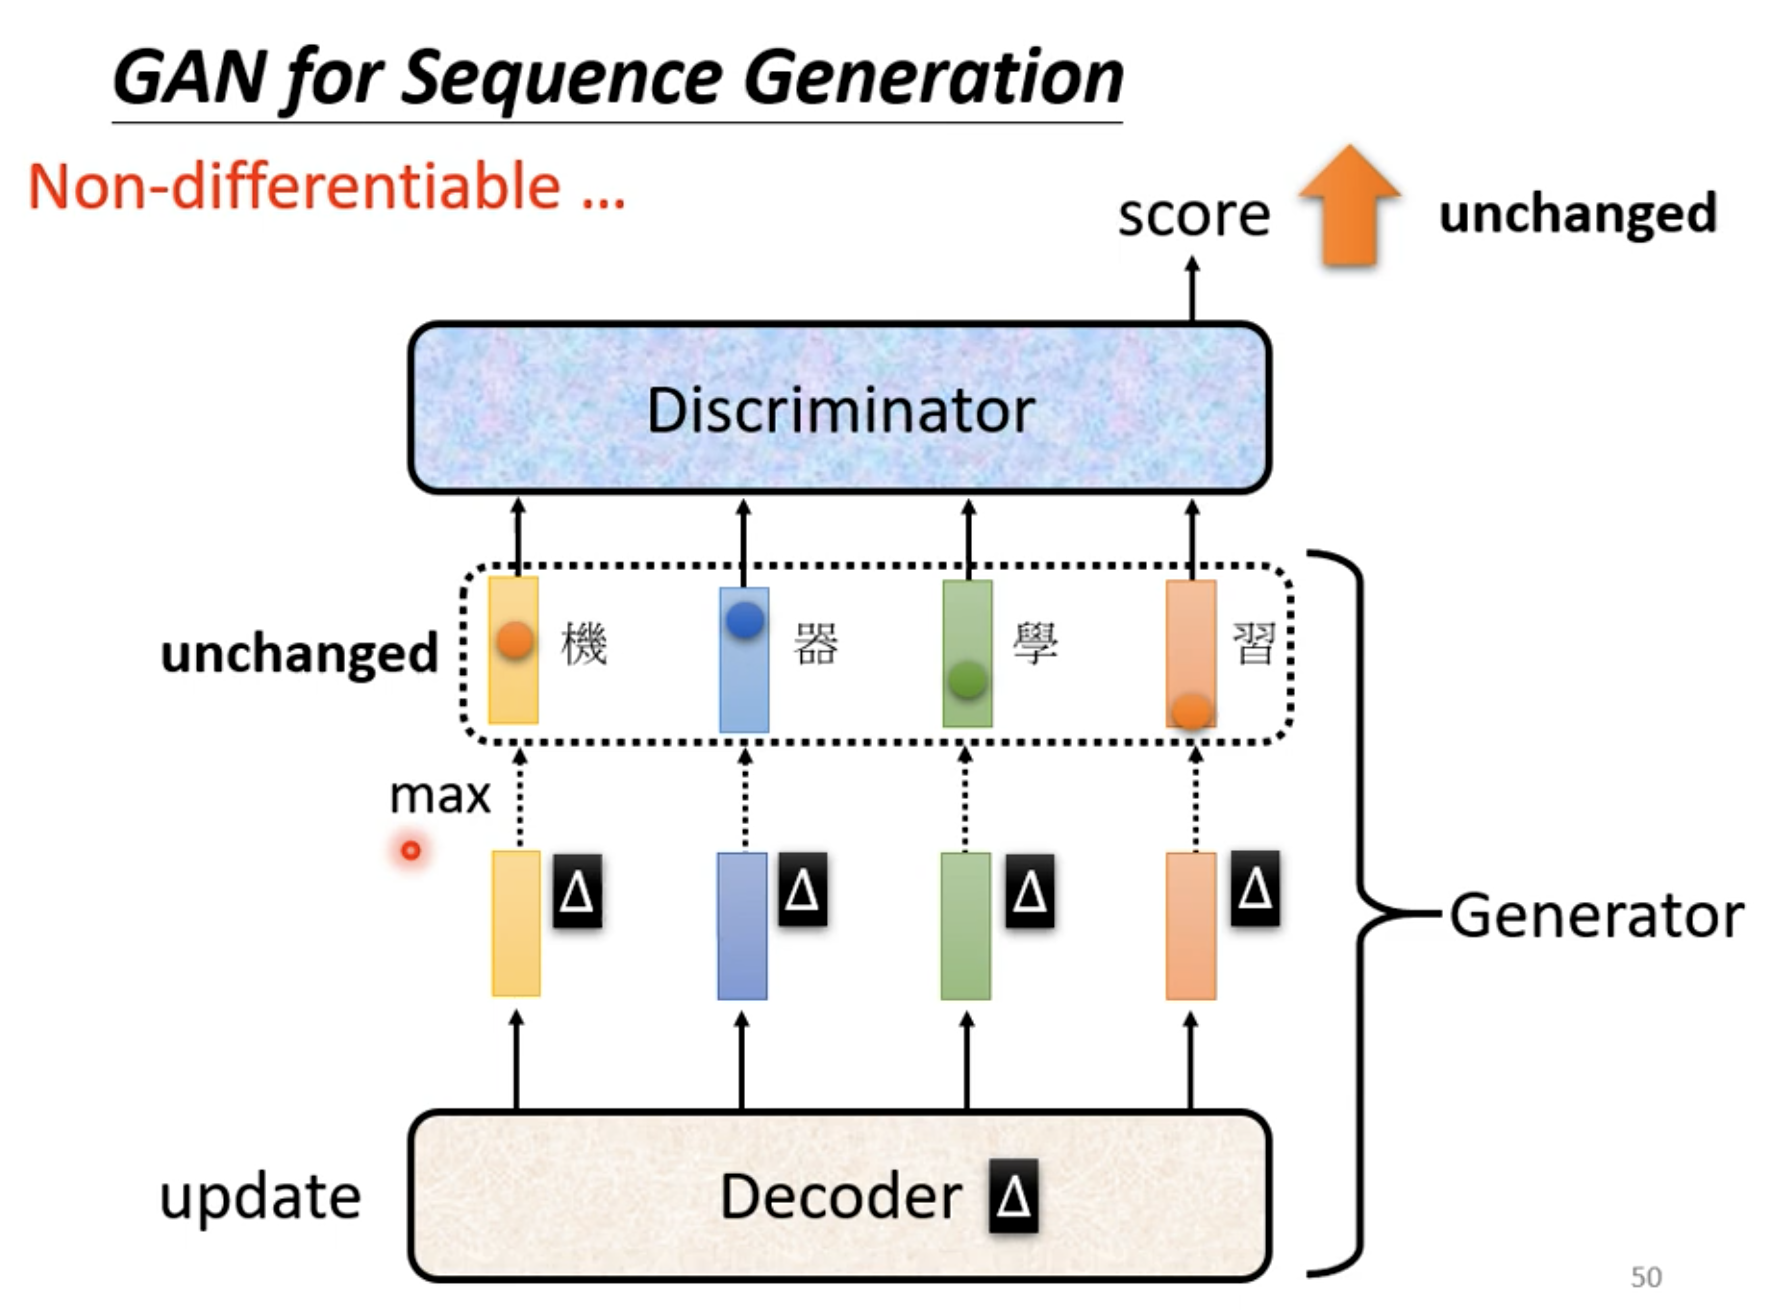 GAN for Sequence Generation
Non-differentiable ...
score unchanged
Discriminator
unchanged 機 器 學 習
max
Δ Δ Δ Δ
Generator
update Decoder Δ
50